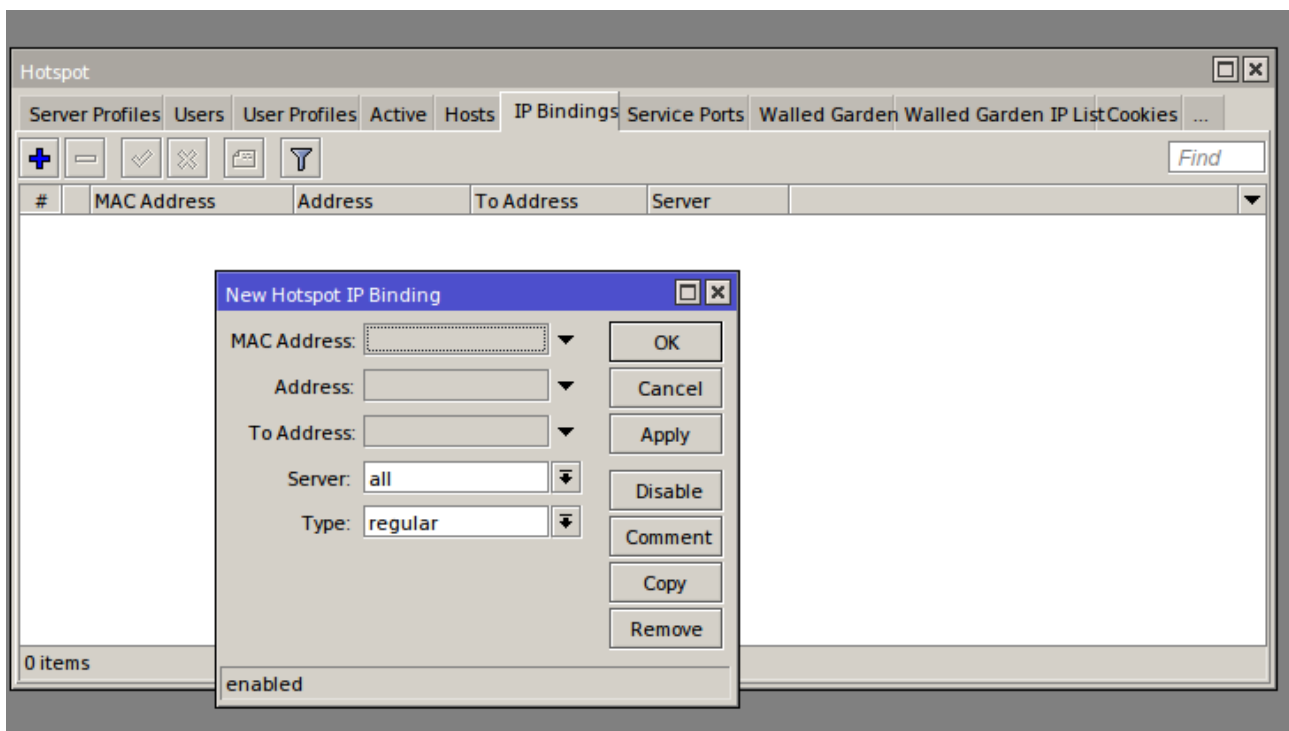 Hotspot
Server Profiles Users User Profiles Active Hosts IP Bindings Service Ports Walled Garden Walled Garden IP List Cookies ...
Find
# MAC Address Address To Address Server
New Hotspot IP Binding
MAC Address: OK
Address: Cancel
To Address: Apply
Server: all
Disable
Type: regular
Comment
Copy
Remove
0 items
enabled